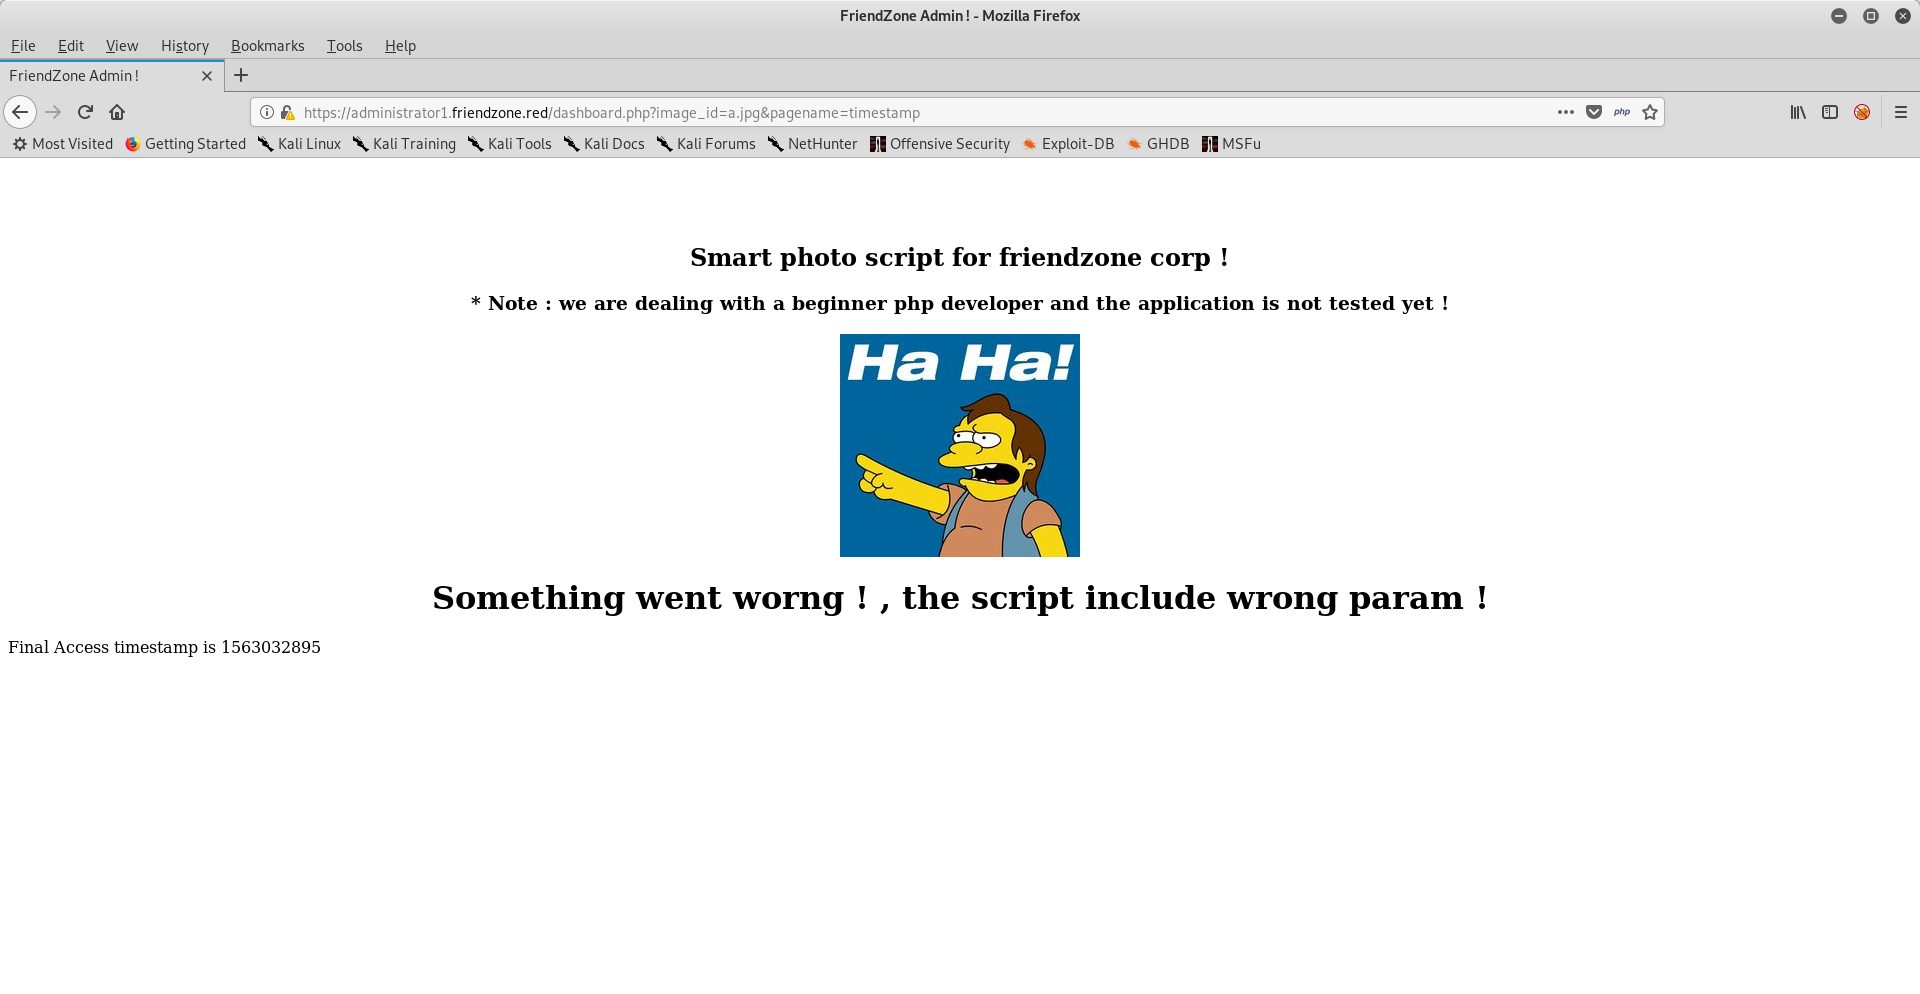 FriendZone Admin ! - Mozilla Firefox
File Edit View History Bookmarks Tools Help
FriendZone Admin !
https://administrator1.friendzone.red/dashboard.php?image_id=a.jpg&pagename=timestamp
php
Most Visited Getting Started Kali Linux Kali Training Kali Tools Kali Docs Kali Forums NetHunter Offensive Security Exploit-DB GHDB MSFu
Smart photo script for friendzone corp !
* Note : we are dealing with a beginner php developer and the application is not tested yet !
Ha Ha!
Something went worng ! , the script include wrong param !
Final Access timestamp is 1563032895